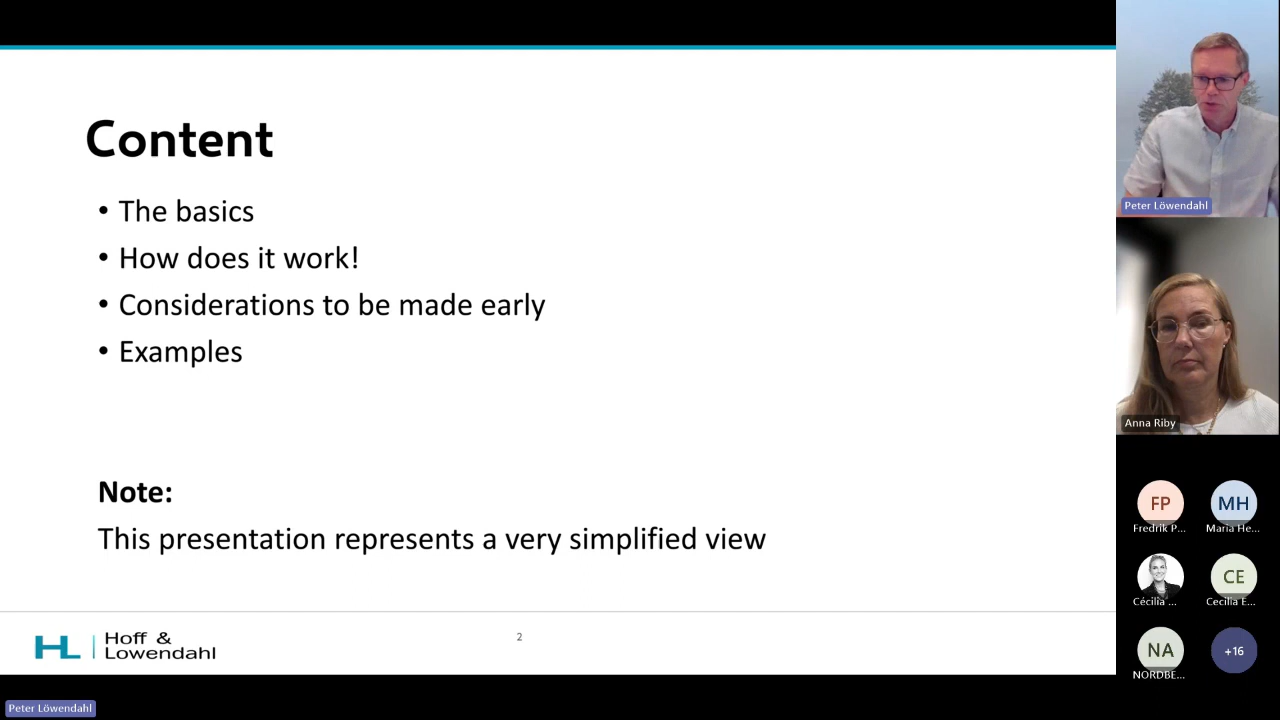 Content
• The basics
• How does it work!
• Considerations to be made early
• Examples
Note:
This presentation represents a very simplified view
HL
Hoff &
Lowendahl
2
Peter Löwendahl
Peter Löwendahl
Anna Riby
FP
Fredrik P...
MH
Maria He...
Cécilia ...
CE
Cecilia E...
NA
NORDBE...
+16